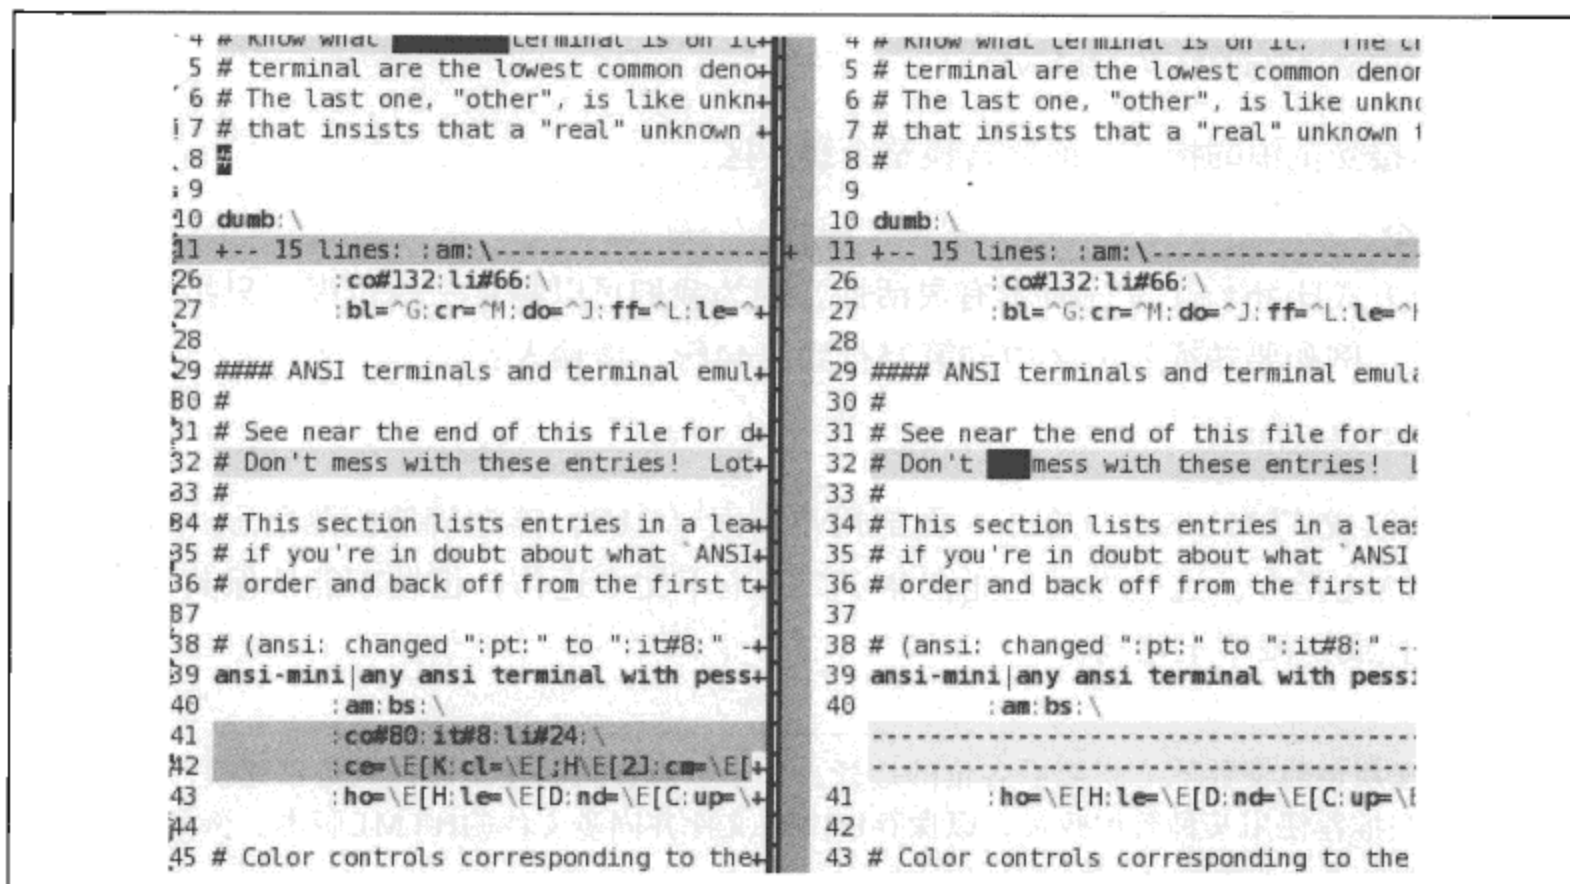 4 # Know what terminal is on it+
5 # terminal are the lowest common deno+
6 # The last one, "other", is like unkn+
7 # that insists that a "real" unknown +
8 #
9
10 dumb:\
11 +-- 15 lines: :am:\-------------------
26 :co#132:li#66:\
27 :bl=^G:cr=^M:do=^J:ff=^L:le=^+
28
29 #### ANSI terminals and terminal emul+
30 #
31 # See near the end of this file for d+
32 # Don't mess with these entries!  Lot+
33 #
34 # This section lists entries in a lea+
35 # if you're in doubt about what `ANSI+
36 # order and back off from the first t+
37
38 # (ansi: changed ":pt:" to ":it#8:" -+
39 ansi-mini|any ansi terminal with pess+
40 :am:bs:\
41 :co#80:it#8:li#24:\
42 :ce=\E[K:cl=\E[;H\E[2J:cm=\E[+
43 :ho=\E[H:le=\E[D:nd=\E[C:up=\+
44
45 # Color controls corresponding to the+
4 # Know what terminal is on it.  The
5 # terminal are the lowest common
6 # The last one, "other", is like
7 # that insists that a "real" unknown
8 #
9
10 dumb:\
+ 11 +-- 15 lines: :am:\------------------
26 :co#132:li#66:\
27 :bl=^G:cr=^M:do=^J:ff=^L:le=^
28
29 #### ANSI terminals and terminal
30 #
31 # See near the end of this file for
32 # Don't mess with these entries!
33 #
34 # This section lists entries in a
35 # if you're in doubt about what `ANSI
36 # order and back off from the first
37
38 # (ansi: changed ":pt:" to ":it#8:" -
39 ansi-mini|any ansi terminal with
40 :am:bs:\
-------------------------------------
-------------------------------------
41 :ho=\E[H:le=\E[D:nd=\E[C:up=\
42
43 # Color controls corresponding to the